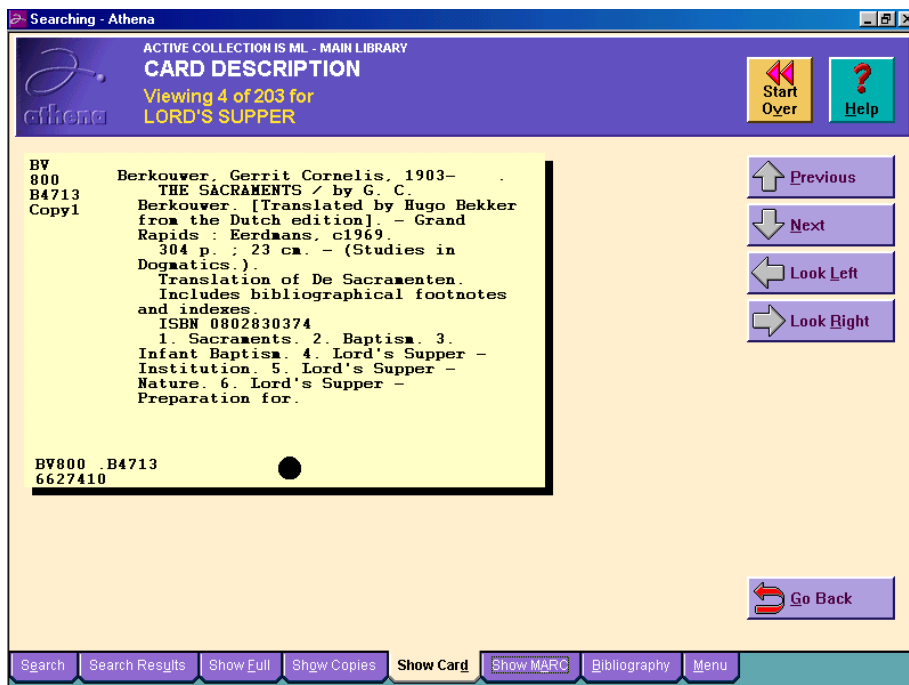 Searching - Athena
ACTIVE COLLECTION IS ML - MAIN LIBRARY
CARD DESCRIPTION
Viewing 4 of 203 for
LORD'S SUPPER
athena
Start
Over
Help
BV
800
B4713
Copy1
Berkouwer, Gerrit Cornelis, 1903- .
THE SACRAMENTS / by G. C.
Berkouwer. [Translated by Hugo Bekker
from the Dutch edition]. - Grand
Rapids : Eerdmans, c1969.
304 p. ; 23 cm. - (Studies in
Dogmatics.).
Translation of De Sacramenten.
Includes bibliographical footnotes
and indexes.
ISBN 0802830374
1. Sacraments. 2. Baptism. 3.
Infant Baptism. 4. Lord's Supper -
Institution. 5. Lord's Supper -
Nature. 6. Lord's Supper -
Preparation for.
BV800 .B4713
6627410
Previous
Next
Look Left
Look Right
Go Back
Search Search Results Show Full Show Copies Show Card Show MARC Bibliography Menu